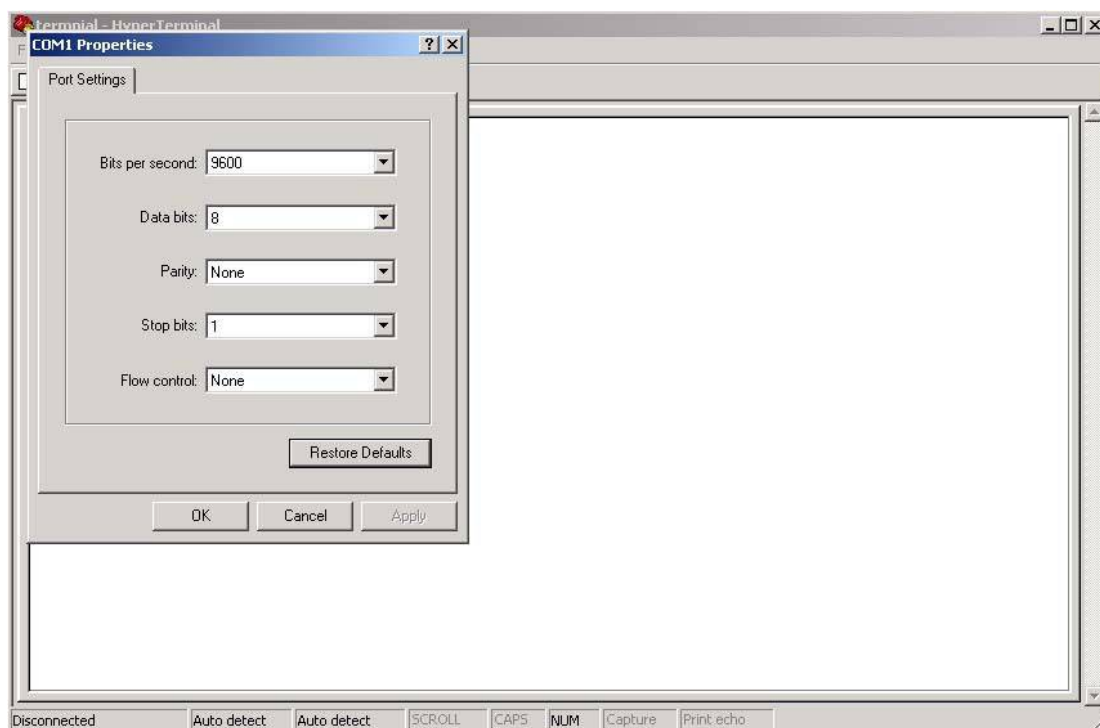 termnial - HyperTerminal
F
COM1 Properties
Port Settings
Bits per second: 9600
Data bits: 8
Parity: None
Stop bits: 1
Flow control: None
Restore Defaults
OK Cancel Apply
Disconnected Auto detect Auto detect SCROLL CAPS NUM Capture Print echo